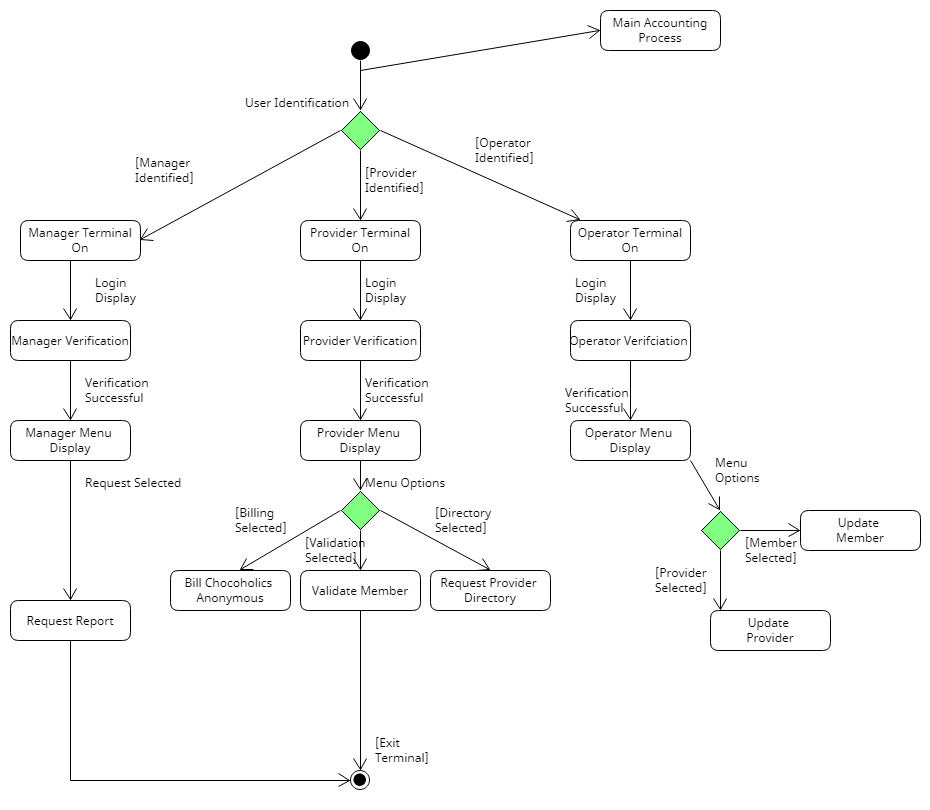 Main Accounting
Process
User Identification
[Manager
Identified]
[Provider
Identified]
[Operator
Identified]
Manager Terminal
On
Provider Terminal
On
Operator Terminal
On
Login
Display
Login
Display
Login
Display
Manager Verification
Provider Verification
Operator Verifciation
Verification
Successful
Verification
Successful
Verification
Successful
Manager Menu
Display
Provider Menu
Display
Operator Menu
Display
Request Selected
Menu Options
Menu
Options
[Billing
Selected]
[Validation
Selected]
[Directory
Selected]
Update
Member
[Member
Selected]
[Provider
Selected]
Bill Chocoholics
Anonymous
Validate Member
Request Provider
Directory
Request Report
Update
Provider
[Exit
Terminal]